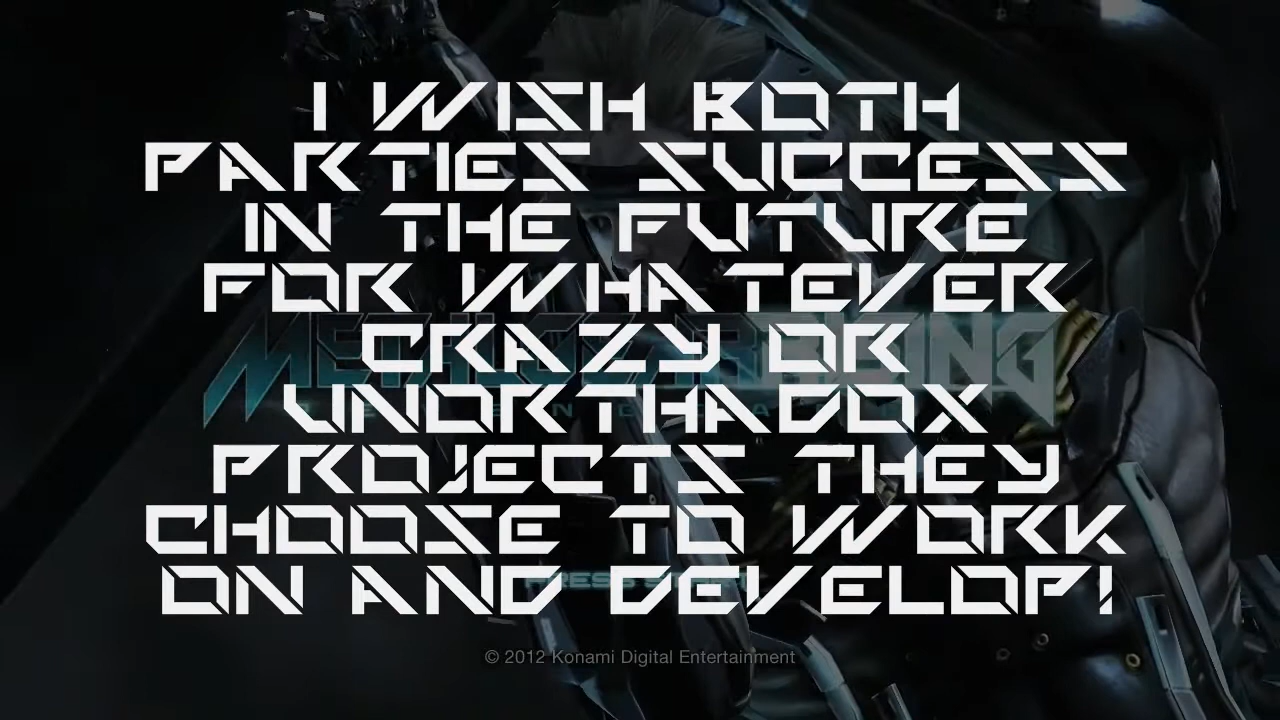 I WISH BOTH
PARTIES SUCCESS
IN THE FUTURE
FOR WHATEVER
CRAZY OR
UNORTHADOX
PROJECTS THEY
CHOOSE TO WORK
ON AND DEVELOP!
© 2012 Konami Digital Entertainment